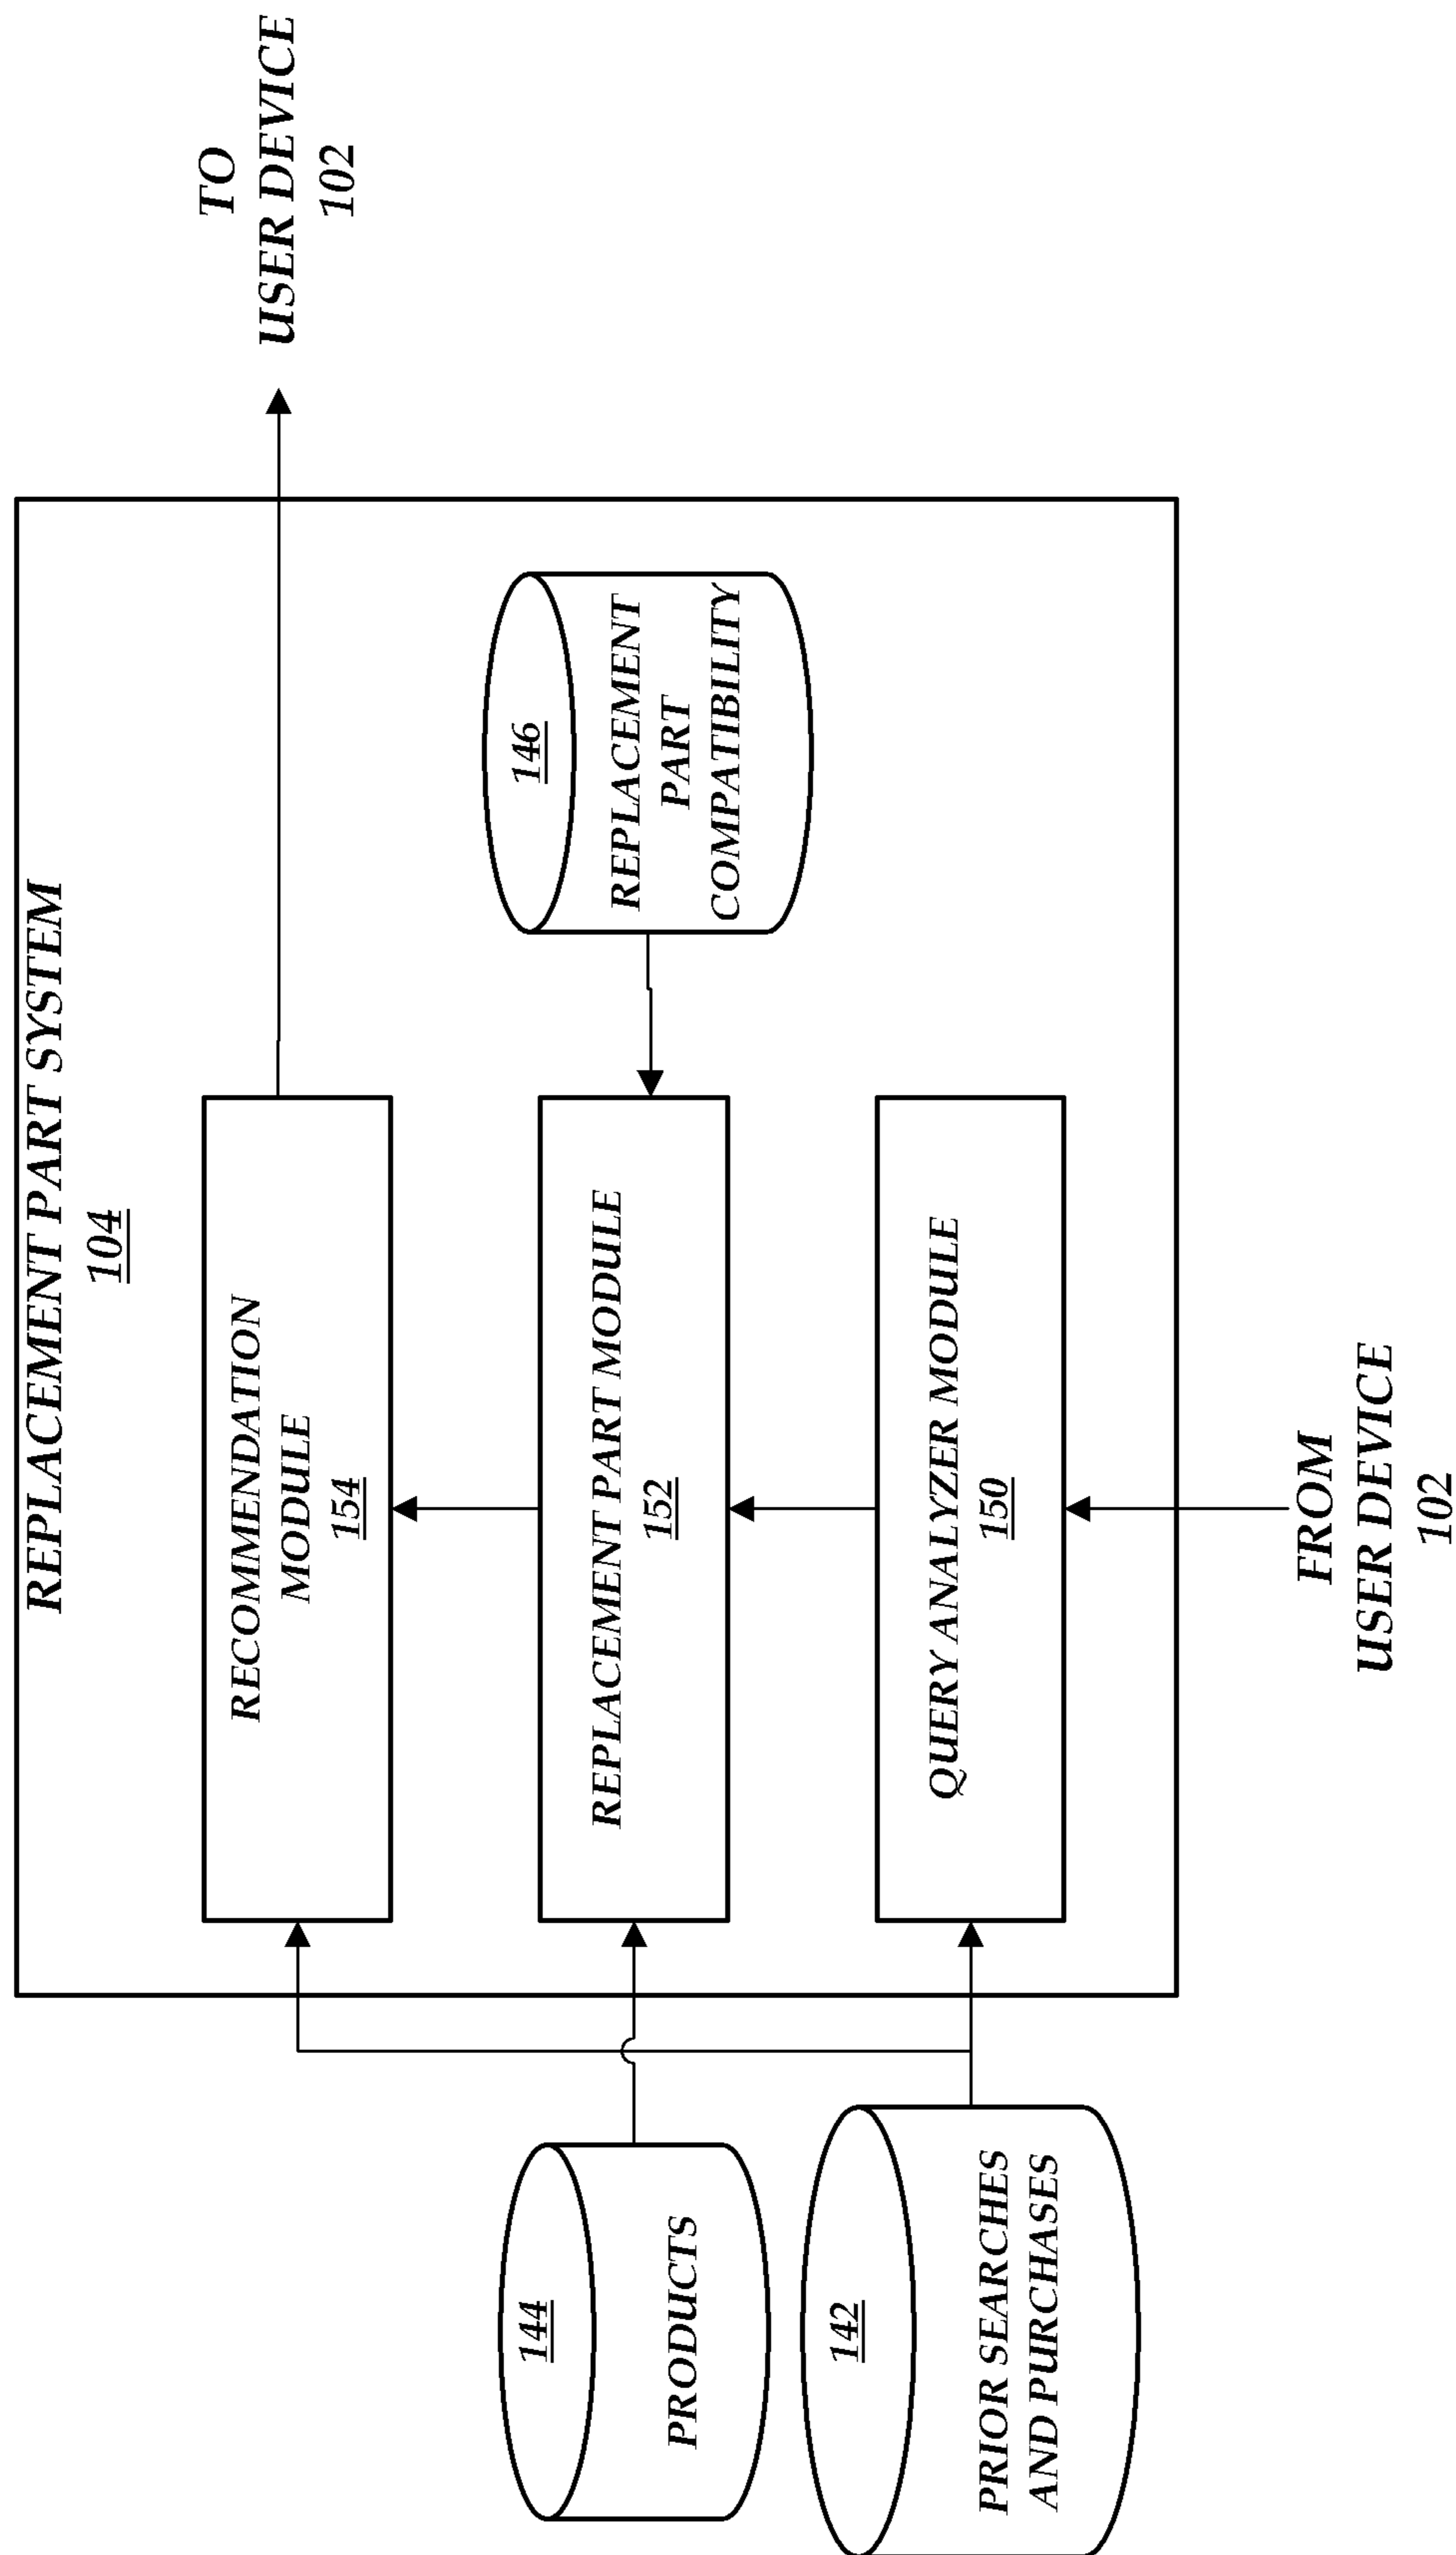 REPLACEMENT PART SYSTEM
104
TO
USER DEVICE
102
RECOMMENDATION
MODULE
154
144
PRODUCTS
REPLACEMENT PART MODULE
152
146
REPLACEMENT
PART
COMPATIBILITY
142
PRIOR SEARCHES
AND PURCHASES
QUERY ANALYZER MODULE
150
FROM
USER DEVICE
102